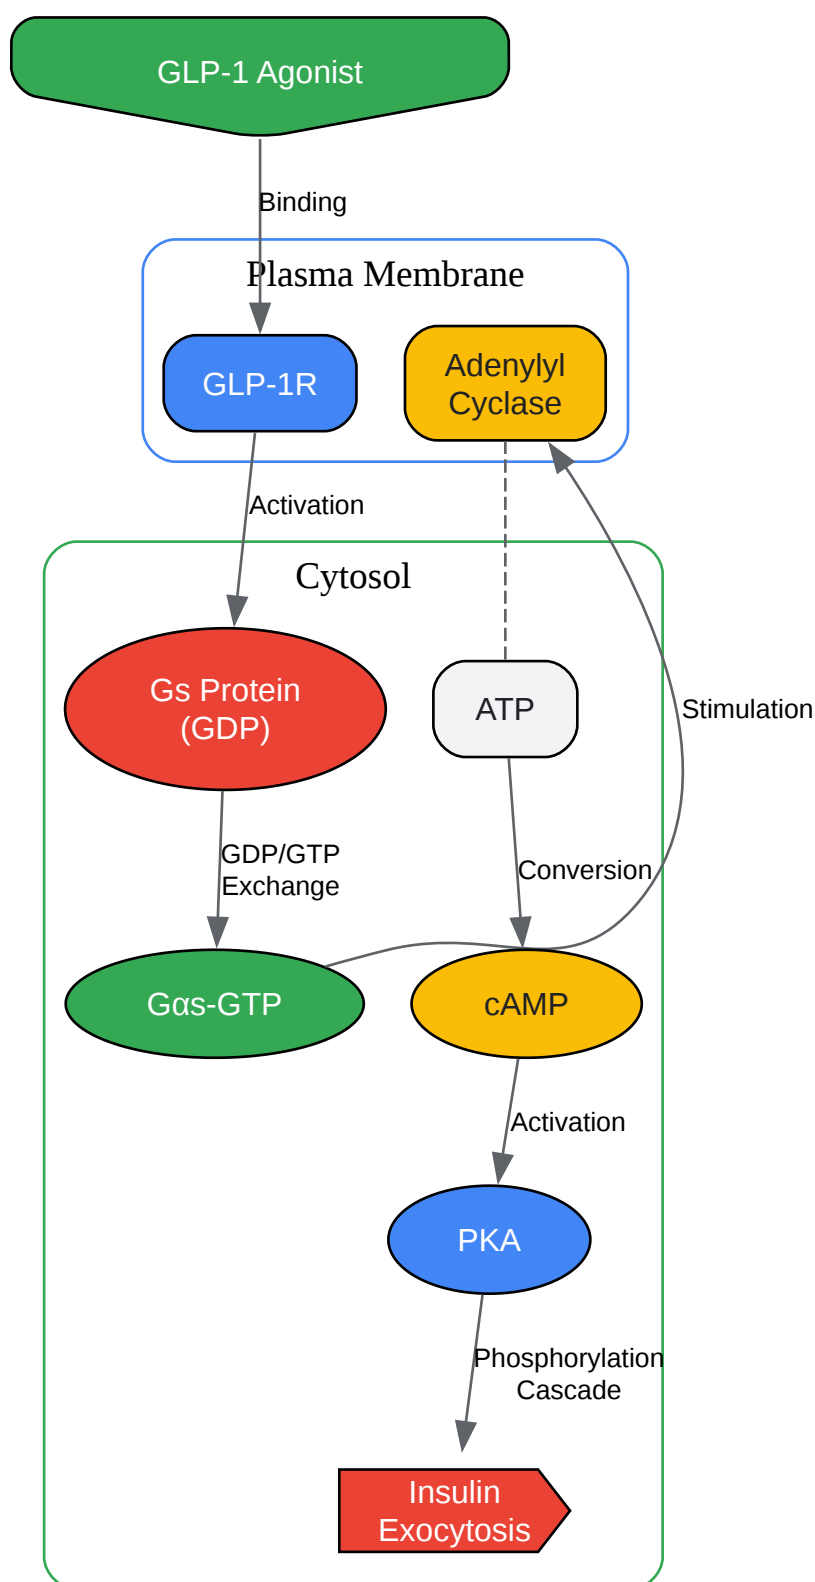 GLP-1 Agonist
Binding
Plasma Membrane
GLP-1R
Adenylyl
Cyclase
Activation
Cytosol
Gs Protein
(GDP)
ATP
Stimulation
GDP/GTP
Exchange
Conversion
Gαs-GTP
cAMP
Activation
PKA
Phosphorylation
Cascade
Insulin
Exocytosis